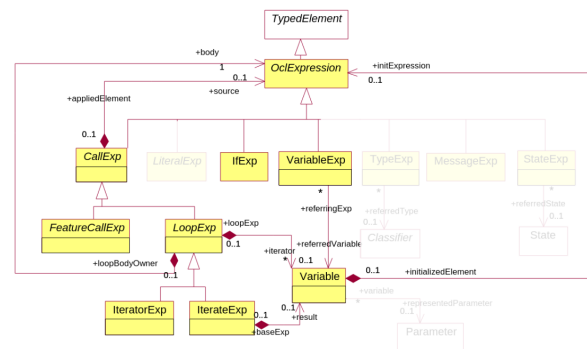 TypedElement
+body
1
OclExpression
+initExpression
0..1
0..1
+source
+appliedElement
0..1
CallExp
LiteralExp
IfExp
VariableExp
TypeExp
MessageExp
StateExp
*
*
*
+referringExp
+referredType
+referredState
0..1
0..1
FeatureCallExp
LoopExp
+loopExp
0..1
+referredVariable
Classifier
State
+iterator
*
0..1
+loopBodyOwner
0..1
Variable
0..1
+initializedElement
+variable
*
+representedParameter
0..1
IteratorExp
IterateExp
0..1
0..1
+result
+baseExp
Parameter